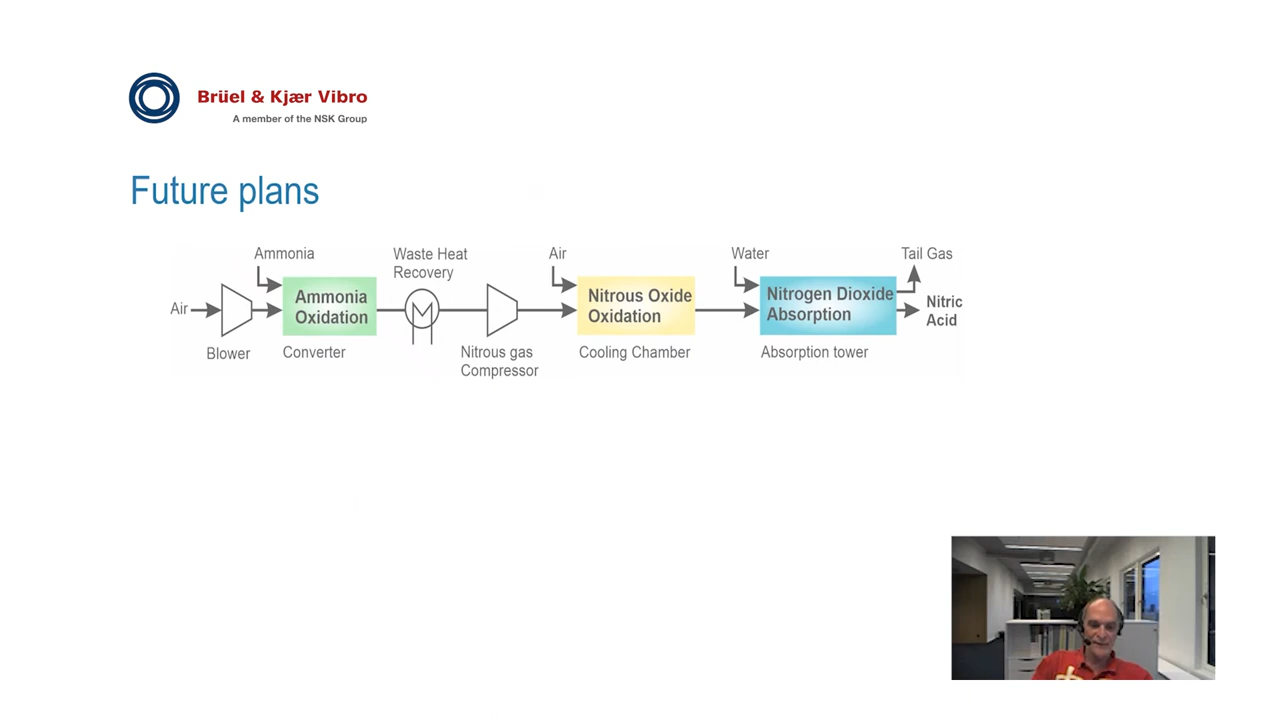 Brüel & Kjær Vibro
A member of the NSK Group
Future plans
Ammonia
Waste Heat
Recovery
Air
Water
Tail Gas
Air
Ammonia
Oxidation
Nitrous Oxide
Oxidation
Nitrogen Dioxide
Absorption
Nitric
Acid
Blower
Converter
Nitrous gas
Compressor
Cooling Chamber
Absorption tower